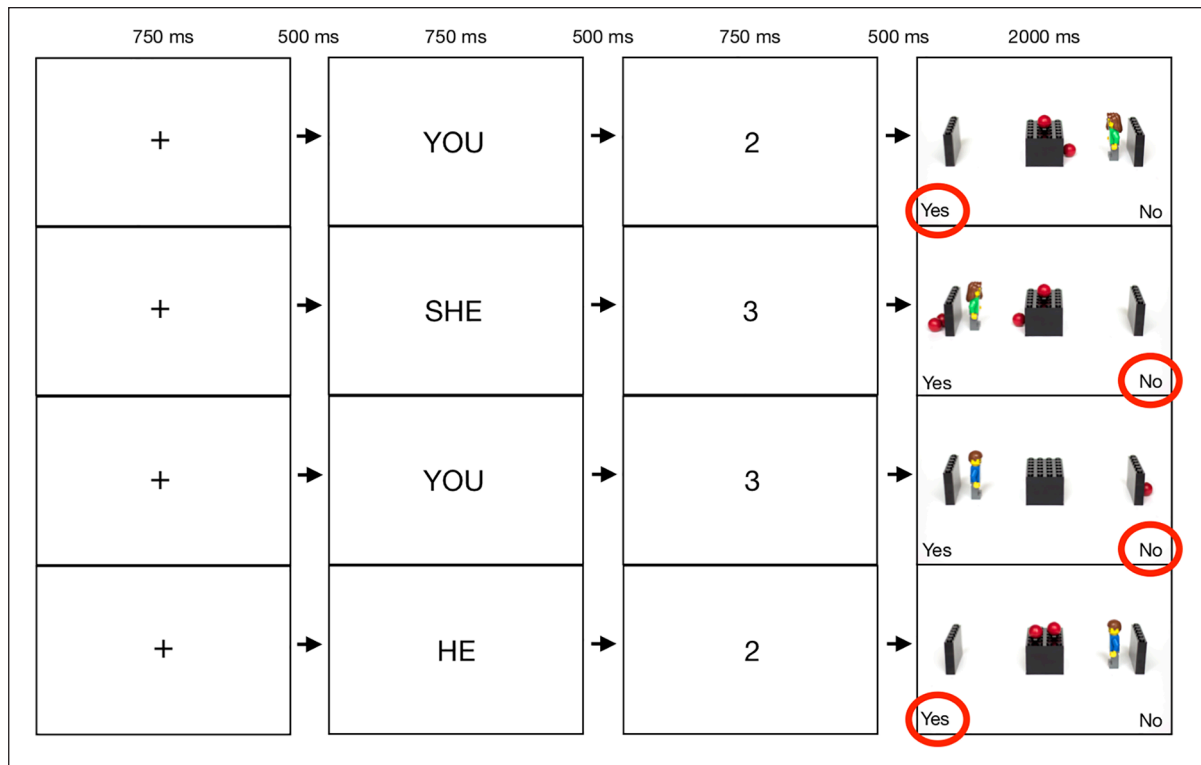 750 ms 500 ms 750 ms 500 ms 750 ms 500 ms 2000 ms
+ YOU 2
Yes No
+ SHE 3
Yes No
+ YOU 3
Yes No
+ HE 2
Yes No